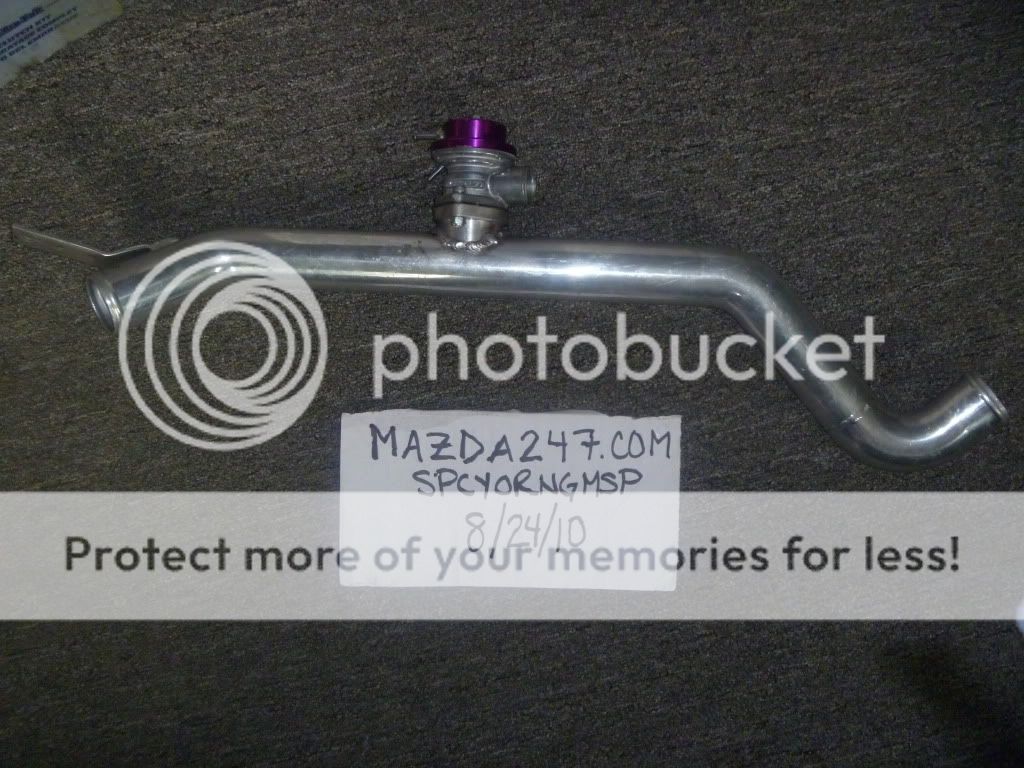 photobucket
MAZDA247.COM
SPCYORNGMSP
8/24/10
Protect more of your memories for less!